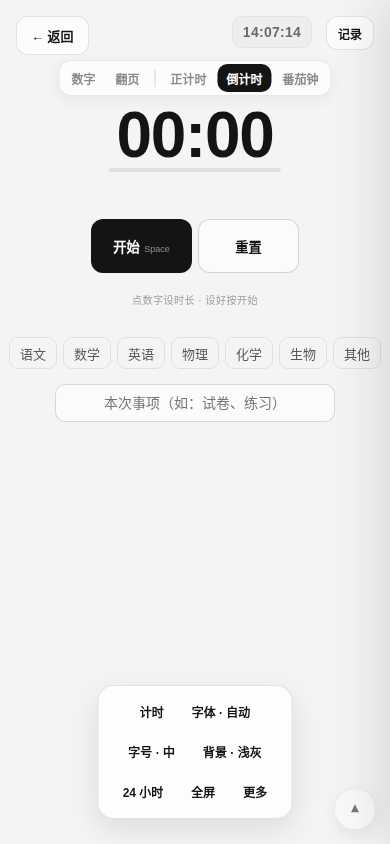 ← 返回 14:07:14 记录
数字 翻页 正计时 倒计时 番茄钟
00:00
开始 Space 重置
点数字设时长 · 设好按开始
语文 数学 英语 物理 化学 生物 其他
本次事项（如：试卷、练习）
计时 字体 · 自动
字号 · 中 背景 · 浅灰
24 小时 全屏 更多
▲